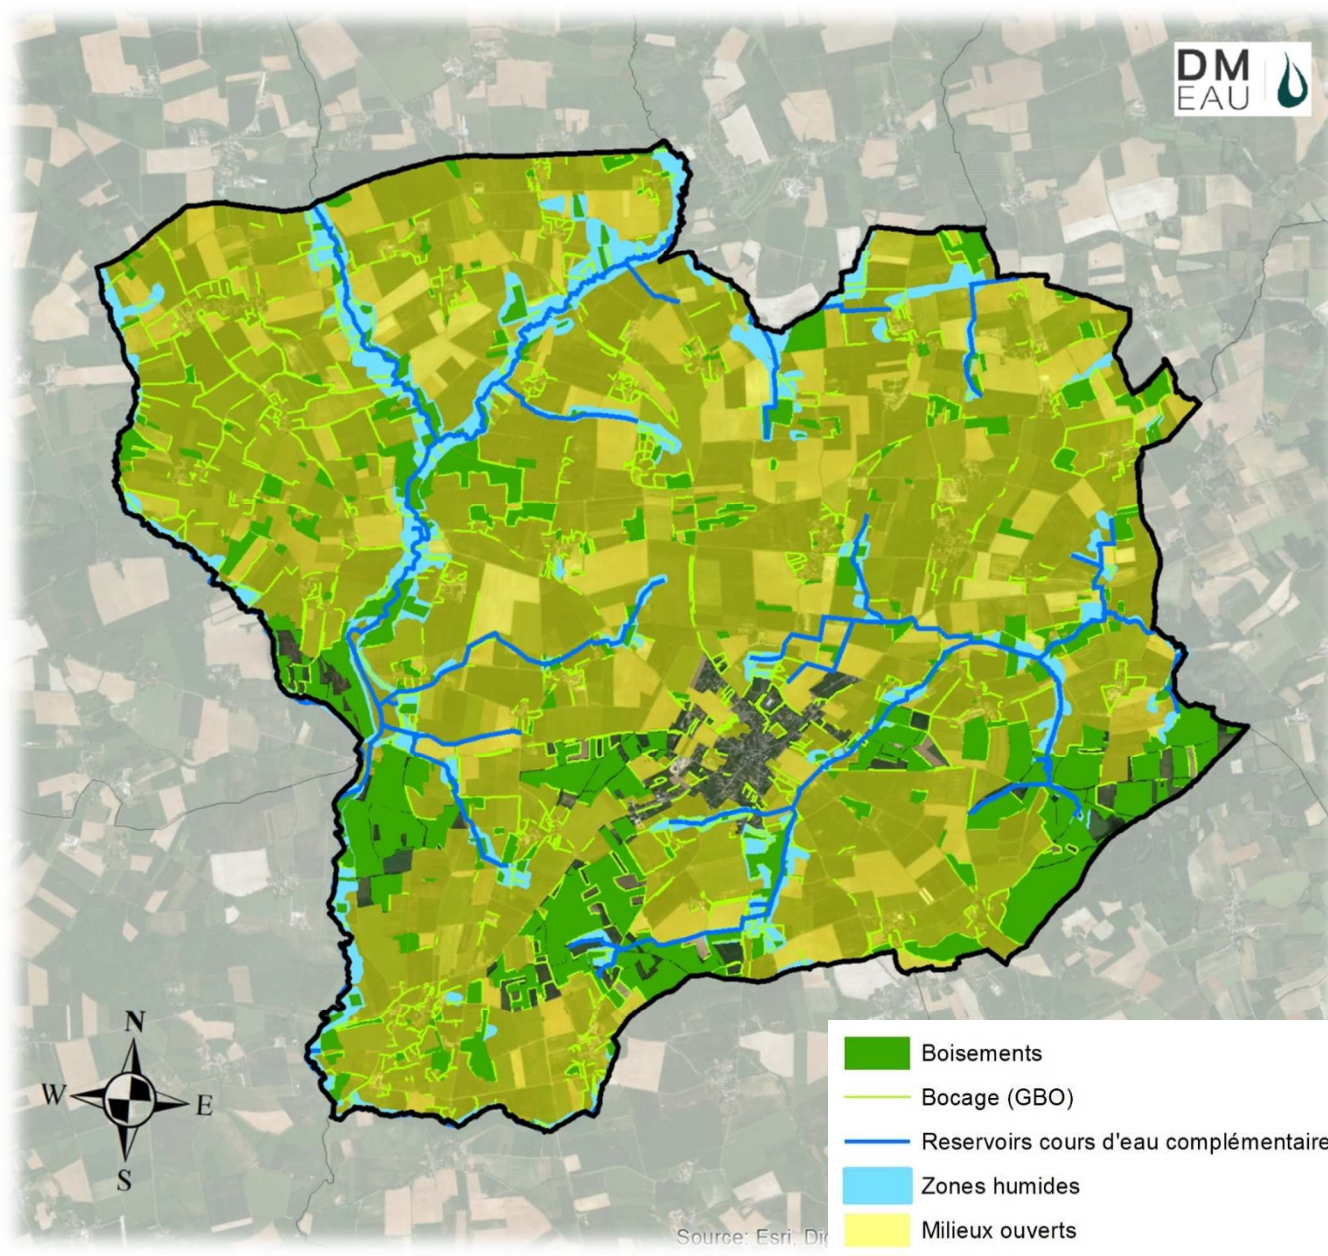 DM
EAU
N
W
E
S
Boisements
Bocage (GBO)
Reservoirs cours d'eau complémentaire
Zones humides
Milieux ouverts
Source: Esri,